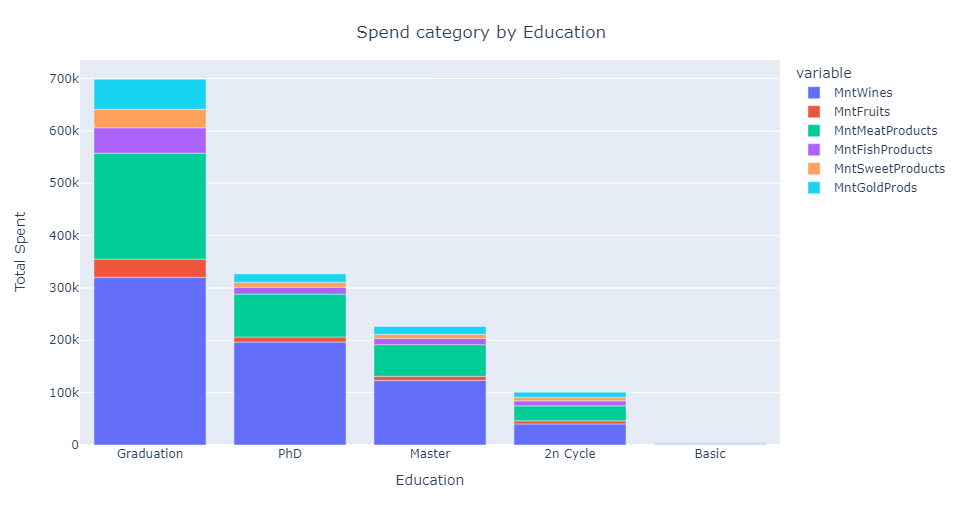 Spend category by Education
variable
MntWines
MntFruits
MntMeatProducts
MntFishProducts
MntSweetProducts
MntGoldProds
Total Spent
700k
600k
500k
400k
300k
200k
100k
0
Graduation
PhD
Master
2n Cycle
Basic
Education